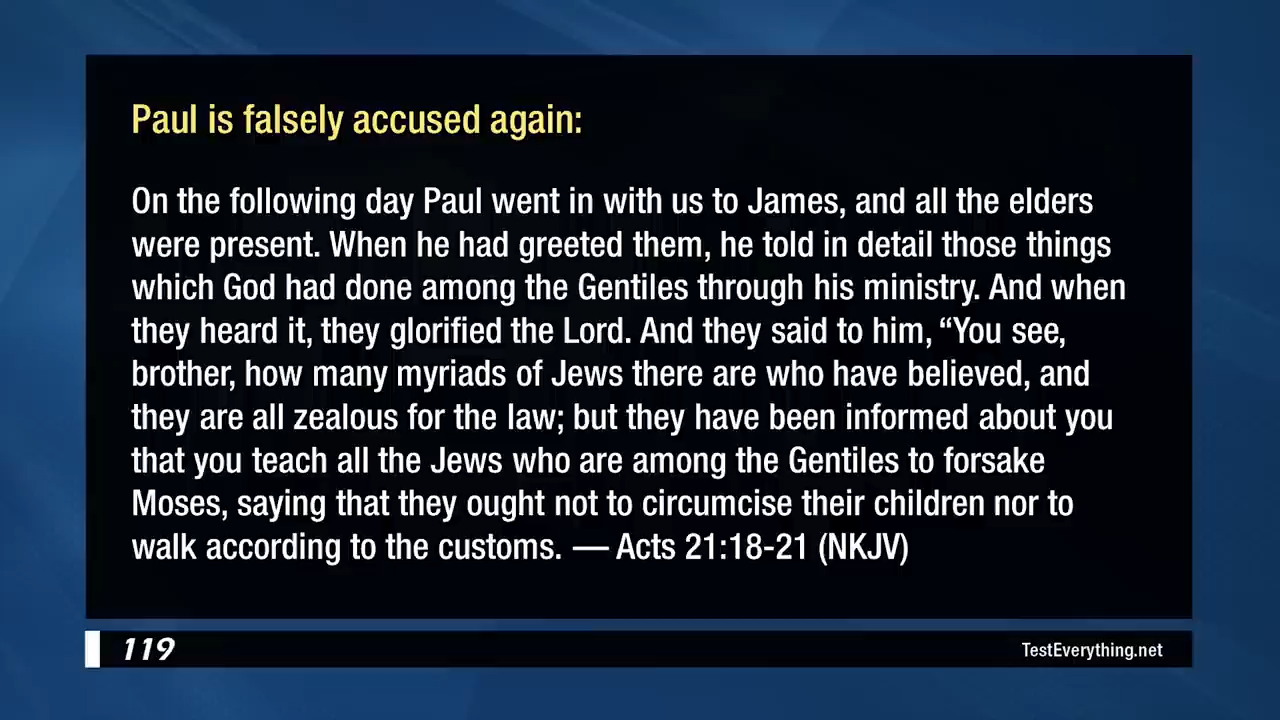 Paul is falsely accused again:
On the following day Paul went in with us to James, and all the elders
were present. When he had greeted them, he told in detail those things
which God had done among the Gentiles through his ministry. And when
they heard it, they glorified the Lord. And they said to him, “You see,
brother, how many myriads of Jews there are who have believed, and
they are all zealous for the law; but they have been informed about you
that you teach all the Jews who are among the Gentiles to forsake
Moses, saying that they ought not to circumcise their children nor to
walk according to the customs. — Acts 21:18-21 (NKJV)
119
TestEverything.net